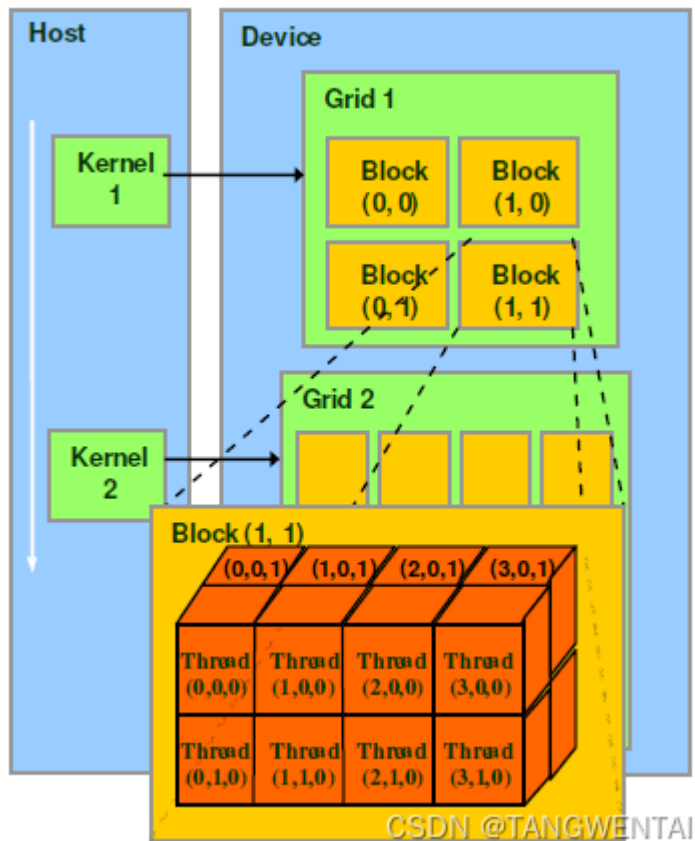 Host
Device
Grid 1
Kernel
1
Block
(0, 0)
Block
(1, 0)
Block
(0, 1)
Block
(1, 1)
Grid 2
Kernel
2
Block (1, 1)
(0,0,1) (1,0,1) (2,0,1) (3,0,1)
Thread
(0,0,0)
Thread
(1,0,0)
Thread
(2,0,0)
Thread
(3,0,0)
Thread
(0,1,0)
Thread
(1,1,0)
Thread
(2,1,0)
Thread
(3,1,0)
CSDN @TANGWENTAI